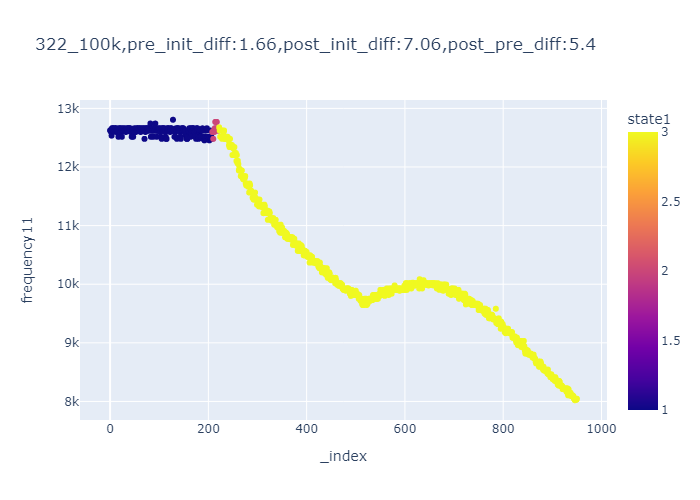 322_100k,pre_init_diff:1.66,post_init_diff:7.06,post_pre_diff:5.4
13k
12k
11k
10k
9k
8k
frequency11
0
200
400
600
800
1000
_index
state1
3
2.5
2
1.5
1